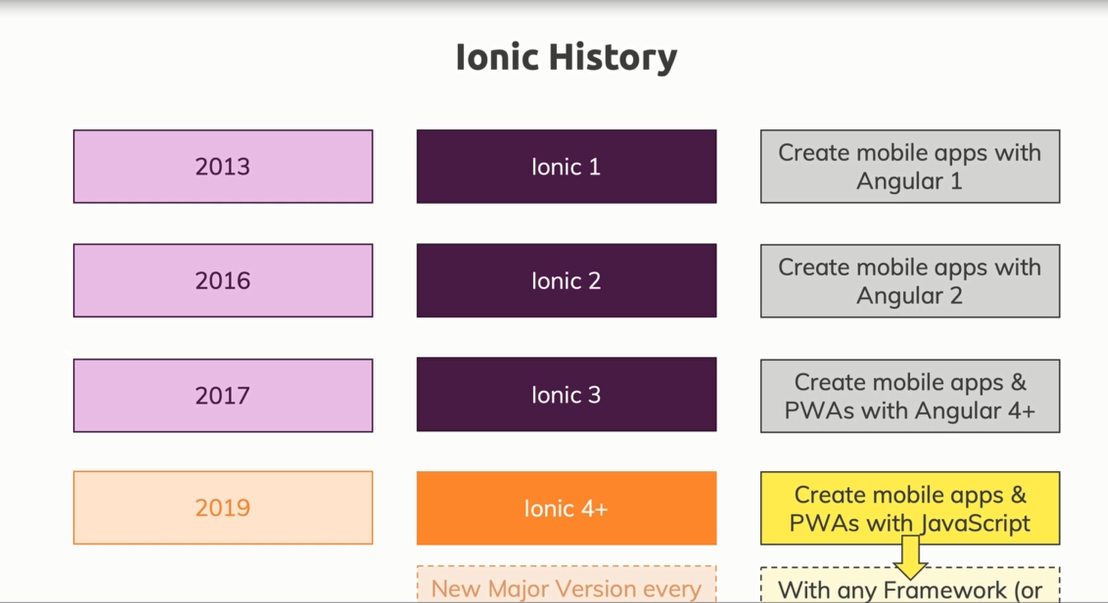 Ionic History
2013
Ionic 1
Create mobile apps with
Angular 1
2016
Ionic 2
Create mobile apps with
Angular 2
2017
Ionic 3
Create mobile apps &
PWAs with Angular 4+
2019
Ionic 4+
Create mobile apps &
PWAs with JavaScript
New Major Version every
With any Framework (or